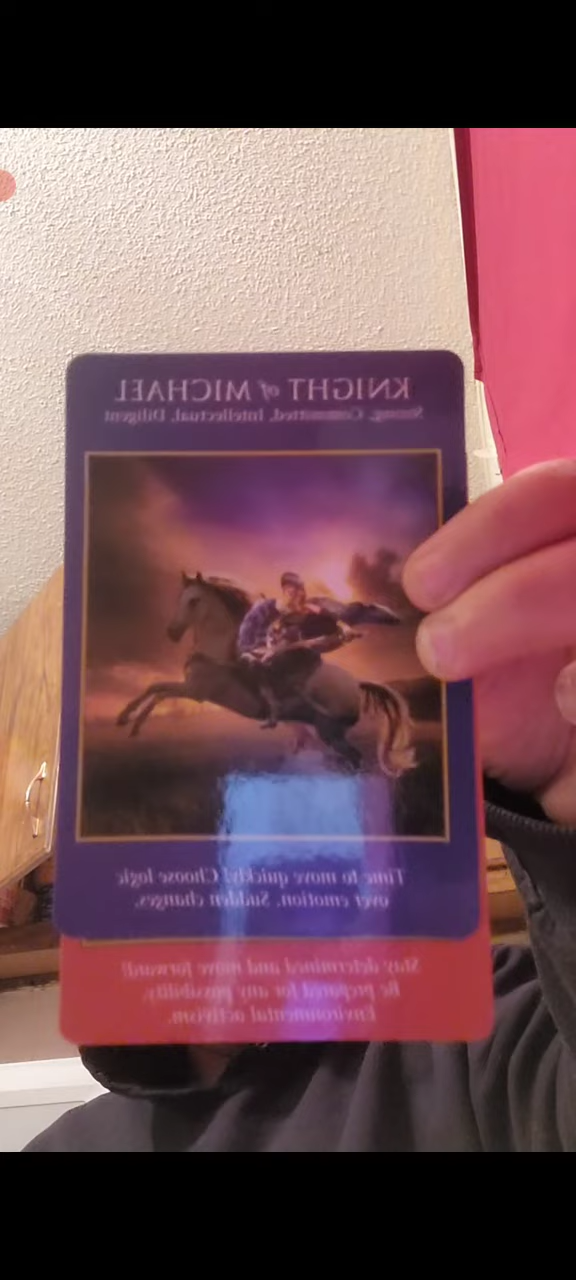 KNIGHT of MICHAEL
Strong, Committed, Intellectual, Diligent
Time to move quickly! Choose logic
over emotion. Sudden changes.
Stay determined and move forward!
Be prepared for any possibility.
Environmental activism.